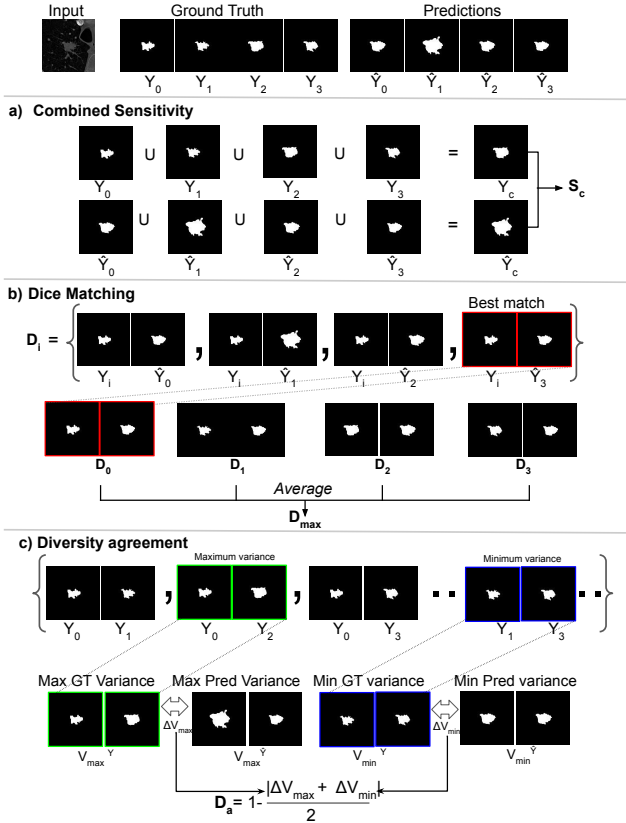 Input Ground Truth Predictions
Y0 Y1 Y2 Y3 Ŷ0 Ŷ1 Ŷ2 Ŷ3
a) Combined Sensitivity
U U U =
Y0 Y1 Y2 Y3 Yc
Sc
U U U =
Ŷ0 Ŷ1 Ŷ2 Ŷ3 Ŷc
b) Dice Matching
Best match
Di = { , , , }
Yi Ŷ0 Yi Ŷ1 Yi Ŷ2 Yi Ŷ3
D0 D1 D2 D3
Average
Dmax
c) Diversity agreement
Maximum variance Minimum variance
{ , , .. .. }
Y0 Y1 Y0 Y2 Y0 Y3 Y1 Y3
Max GT Variance Max Pred Variance Min GT variance Min Pred variance
ΔVmax ΔVmin
Vmax Y Vmax Ŷ Vmin Y Vmin Ŷ
Da = 1- |ΔVmax + ΔVmin|
2